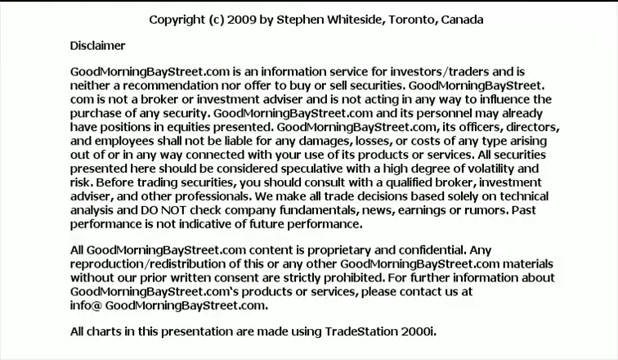 Copyright (c) 2009 by Stephen Whiteside, Toronto, Canada
Disclaimer
GoodMorningBayStreet.com is an information service for investors/traders and is
neither a recommendation nor offer to buy or sell securities. GoodMorningBayStreet.
com is not a broker or investment adviser and is not acting in any way to influence the
purchase of any security. GoodMorningBayStreet.com and its personnel may already
have positions in equities presented. GoodMorningBayStreet.com, its officers, directors,
and employees shall not be liable for any damages, losses, or costs of any type arising
out of or in any way connected with your use of its products or services. All securities
presented here should be considered speculative with a high degree of volatility and
risk. Before trading securities, you should consult with a qualified broker, investment
adviser, and other professionals. We make all trade decisions based solely on technical
analysis and DO NOT check company fundamentals, news, earnings or rumors. Past
performance is not indicative of future performance.
All GoodMorningBayStreet.com content is proprietary and confidential. Any
reproduction/redistribution of this or any other GoodMorningBayStreet.com materials
without our prior written consent are strictly prohibited. For further information about
GoodMorningBayStreet.com's products or services, please contact us at
info@ GoodMorningBayStreet.com.
All charts in this presentation are made using TradeStation 2000i.